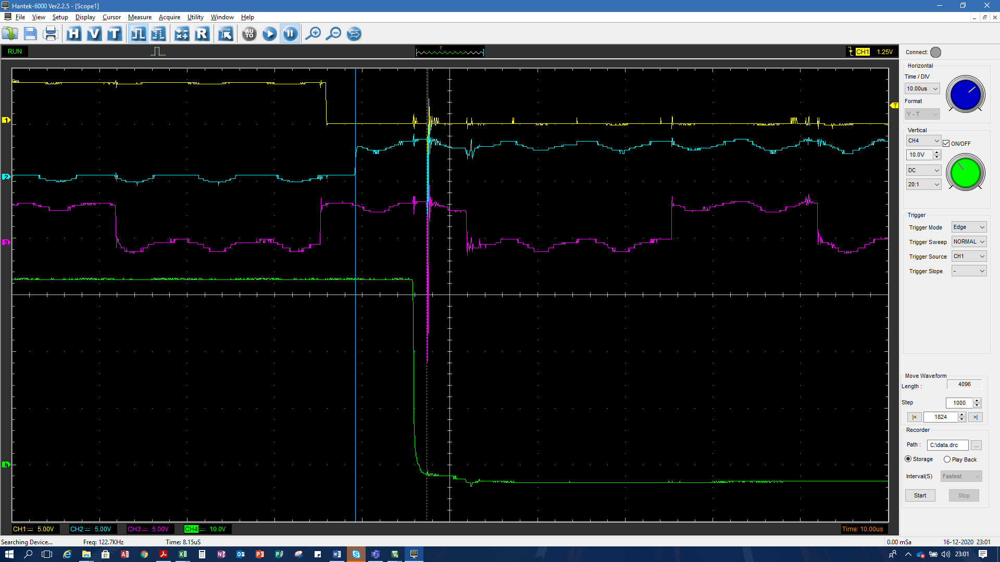 Hantek-6000 Ver2.2.5 - [Scope1]
File View Setup Display Cursor Measure Acquire Utility Window Help
H V T R AUTO
RUN
T
CH1 1.25V
Connect:
Horizontal
Time / DIV
10.00us
Format
Y - T
T
1
Vertical
CH4
ON/OFF
10.0V
DC
20:1
2
Trigger
Trigger Mode Edge
Trigger Sweep NORMAL
3
Trigger Source CH1
Trigger Slope -
Move Waveform
Length : 4096
Step 1000
|< 1824 >|
Recorder
Path : C:\data.drc ...
Storage Play Back
4
Interval(S) Fastest
Start Stop
CH1 5.00V CH2 5.00V CH3 5.00V CH4 10.0V Time: 10.00us
Searching Device... Freq: 122.7KHz Time: 8.15uS 0.00 mSa 16-12-2020 23:01
23:01